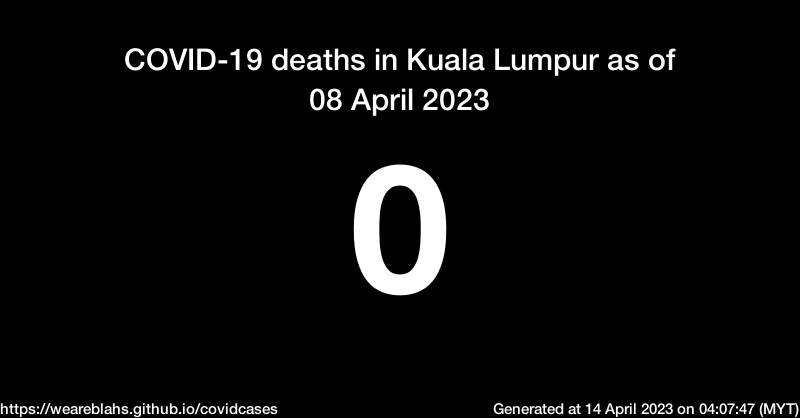 COVID-19 deaths in Kuala Lumpur as of
08 April 2023
0
https://weareblahs.github.io/covidcases
Generated at 14 April 2023 on 04:07:47 (MYT)